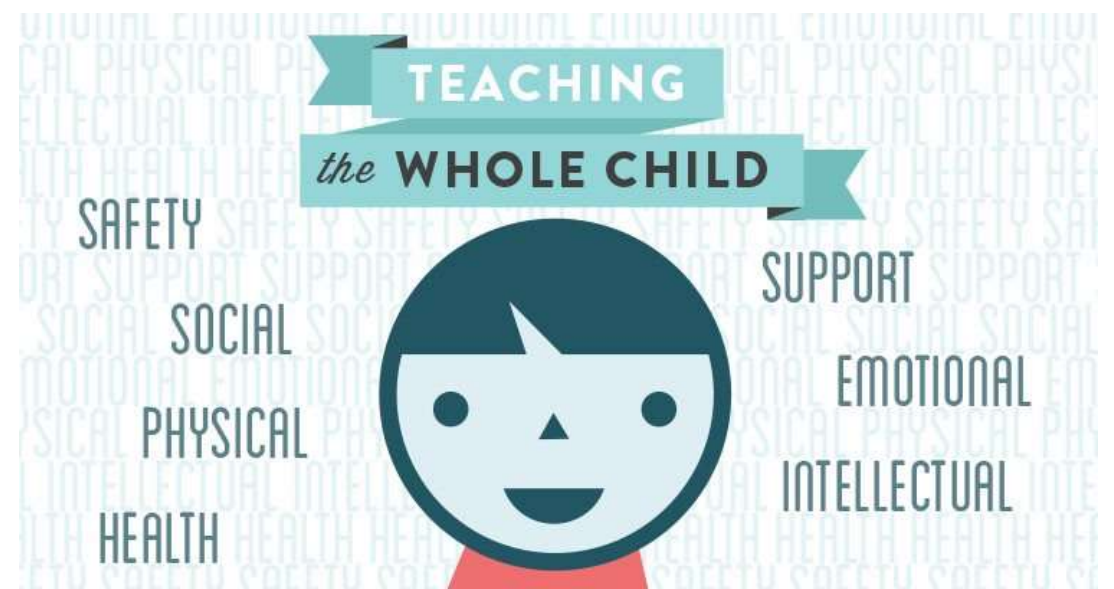 TEACHING
the WHOLE CHILD
SAFETY
SOCIAL
PHYSICAL
HEALTH
SUPPORT
EMOTIONAL
INTELLECTUAL